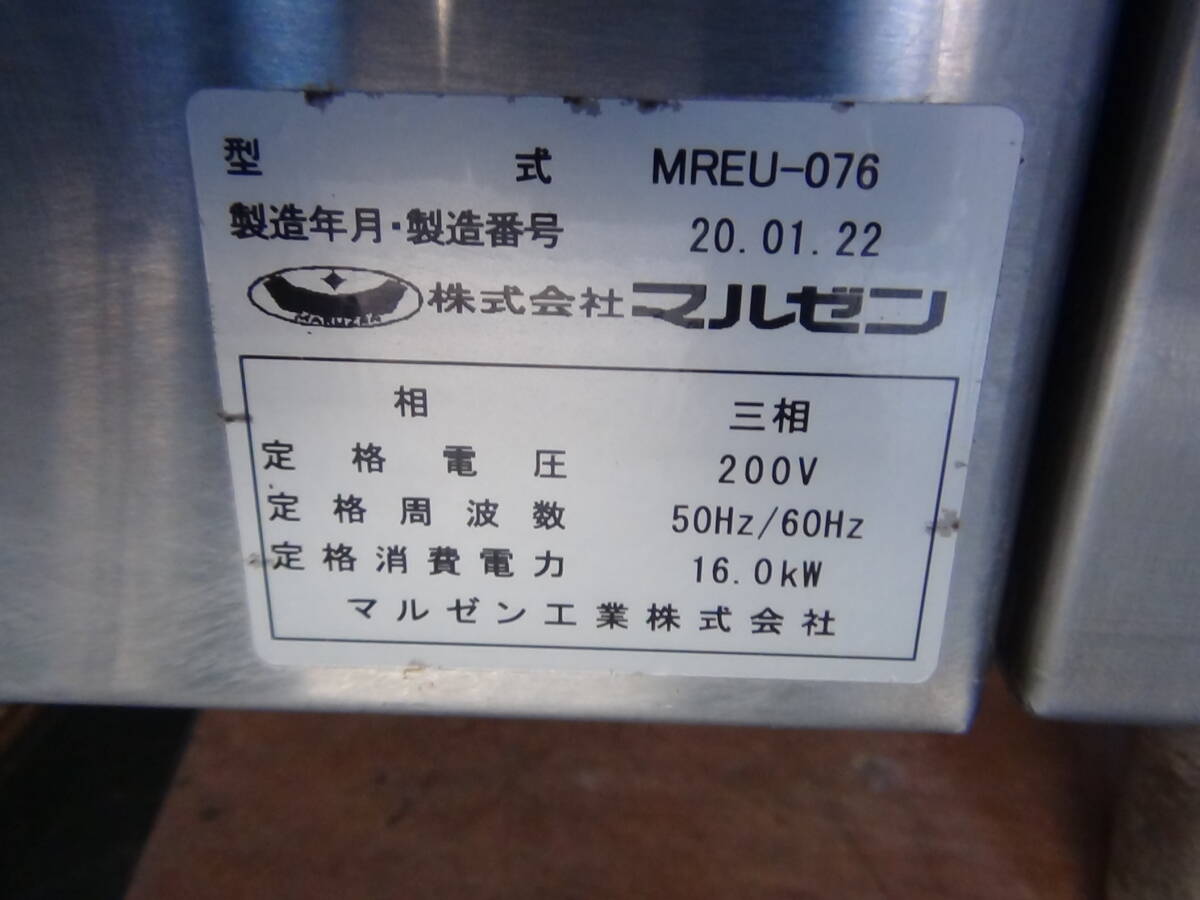 型式 MREU-076
製造年月・製造番号 20.01.22
MARUZEN 株式会社マルゼン
相 三相
定格電圧 200V
定格周波数 50Hz/60Hz
定格消費電力 16.0kW
マルゼン工業株式会社